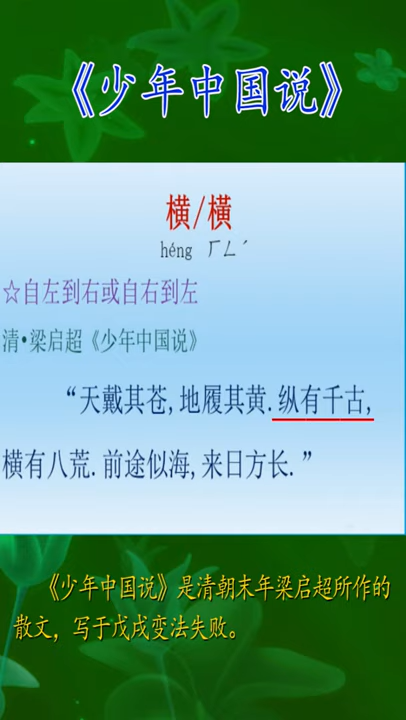 《少年中国说》
横/橫
héng ㄏㄥˊ
☆自左到右或自右到左
清•梁启超《少年中国说》
“天戴其苍,地履其黄.纵有千古,
横有八荒.前途似海,来日方长.”
《少年中国说》是清朝末年梁启超所作的
散文，写于戊戌变法失败。